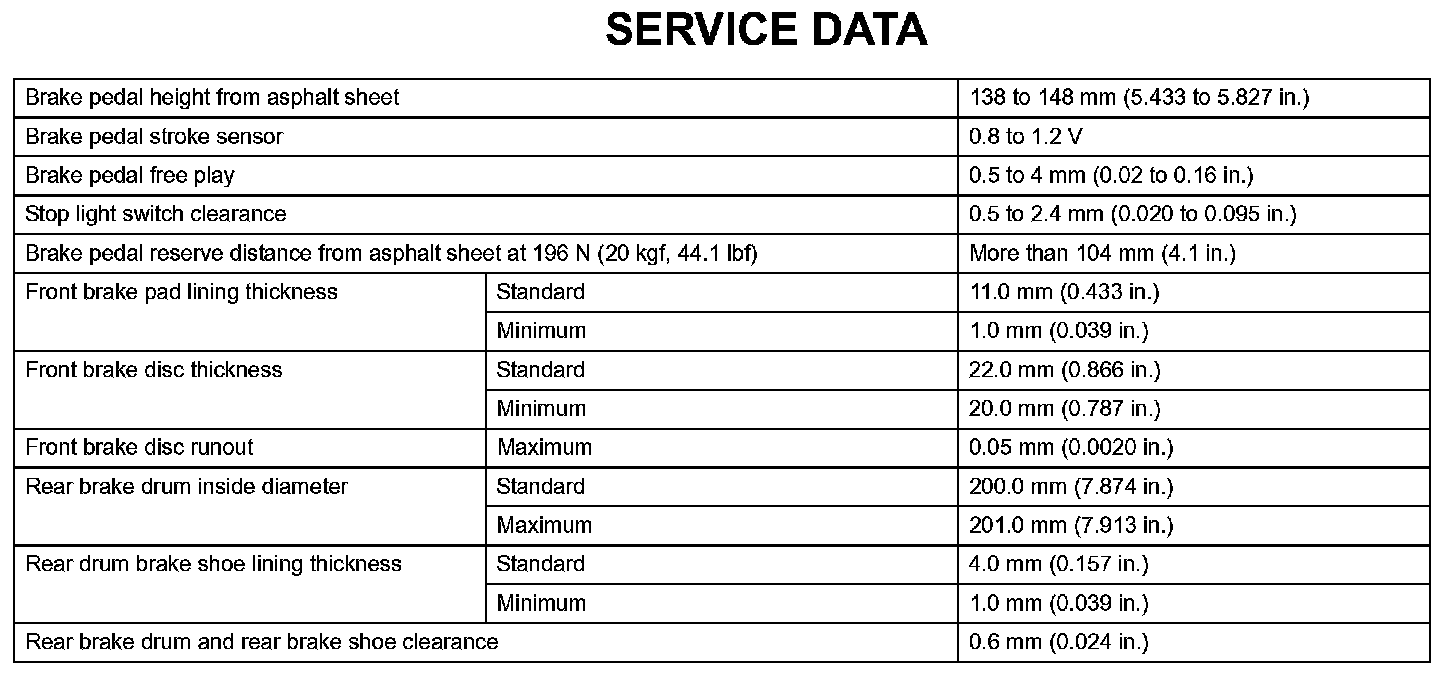 SERVICE DATA
Brake pedal height from asphalt sheet 138 to 148 mm (5.433 to 5.827 in.)
Brake pedal stroke sensor 0.8 to 1.2 V
Brake pedal free play 0.5 to 4 mm (0.02 to 0.16 in.)
Stop light switch clearance 0.5 to 2.4 mm (0.020 to 0.095 in.)
Brake pedal reserve distance from asphalt sheet at 196 N (20 kgf, 44.1 lbf) More than 104 mm (4.1 in.)
Front brake pad lining thickness Standard 11.0 mm (0.433 in.)
Minimum 1.0 mm (0.039 in.)
Front brake disc thickness Standard 22.0 mm (0.866 in.)
Minimum 20.0 mm (0.787 in.)
Front brake disc runout Maximum 0.05 mm (0.0020 in.)
Rear brake drum inside diameter Standard 200.0 mm (7.874 in.)
Maximum 201.0 mm (7.913 in.)
Rear drum brake shoe lining thickness Standard 4.0 mm (0.157 in.)
Minimum 1.0 mm (0.039 in.)
Rear brake drum and rear brake shoe clearance 0.6 mm (0.024 in.)